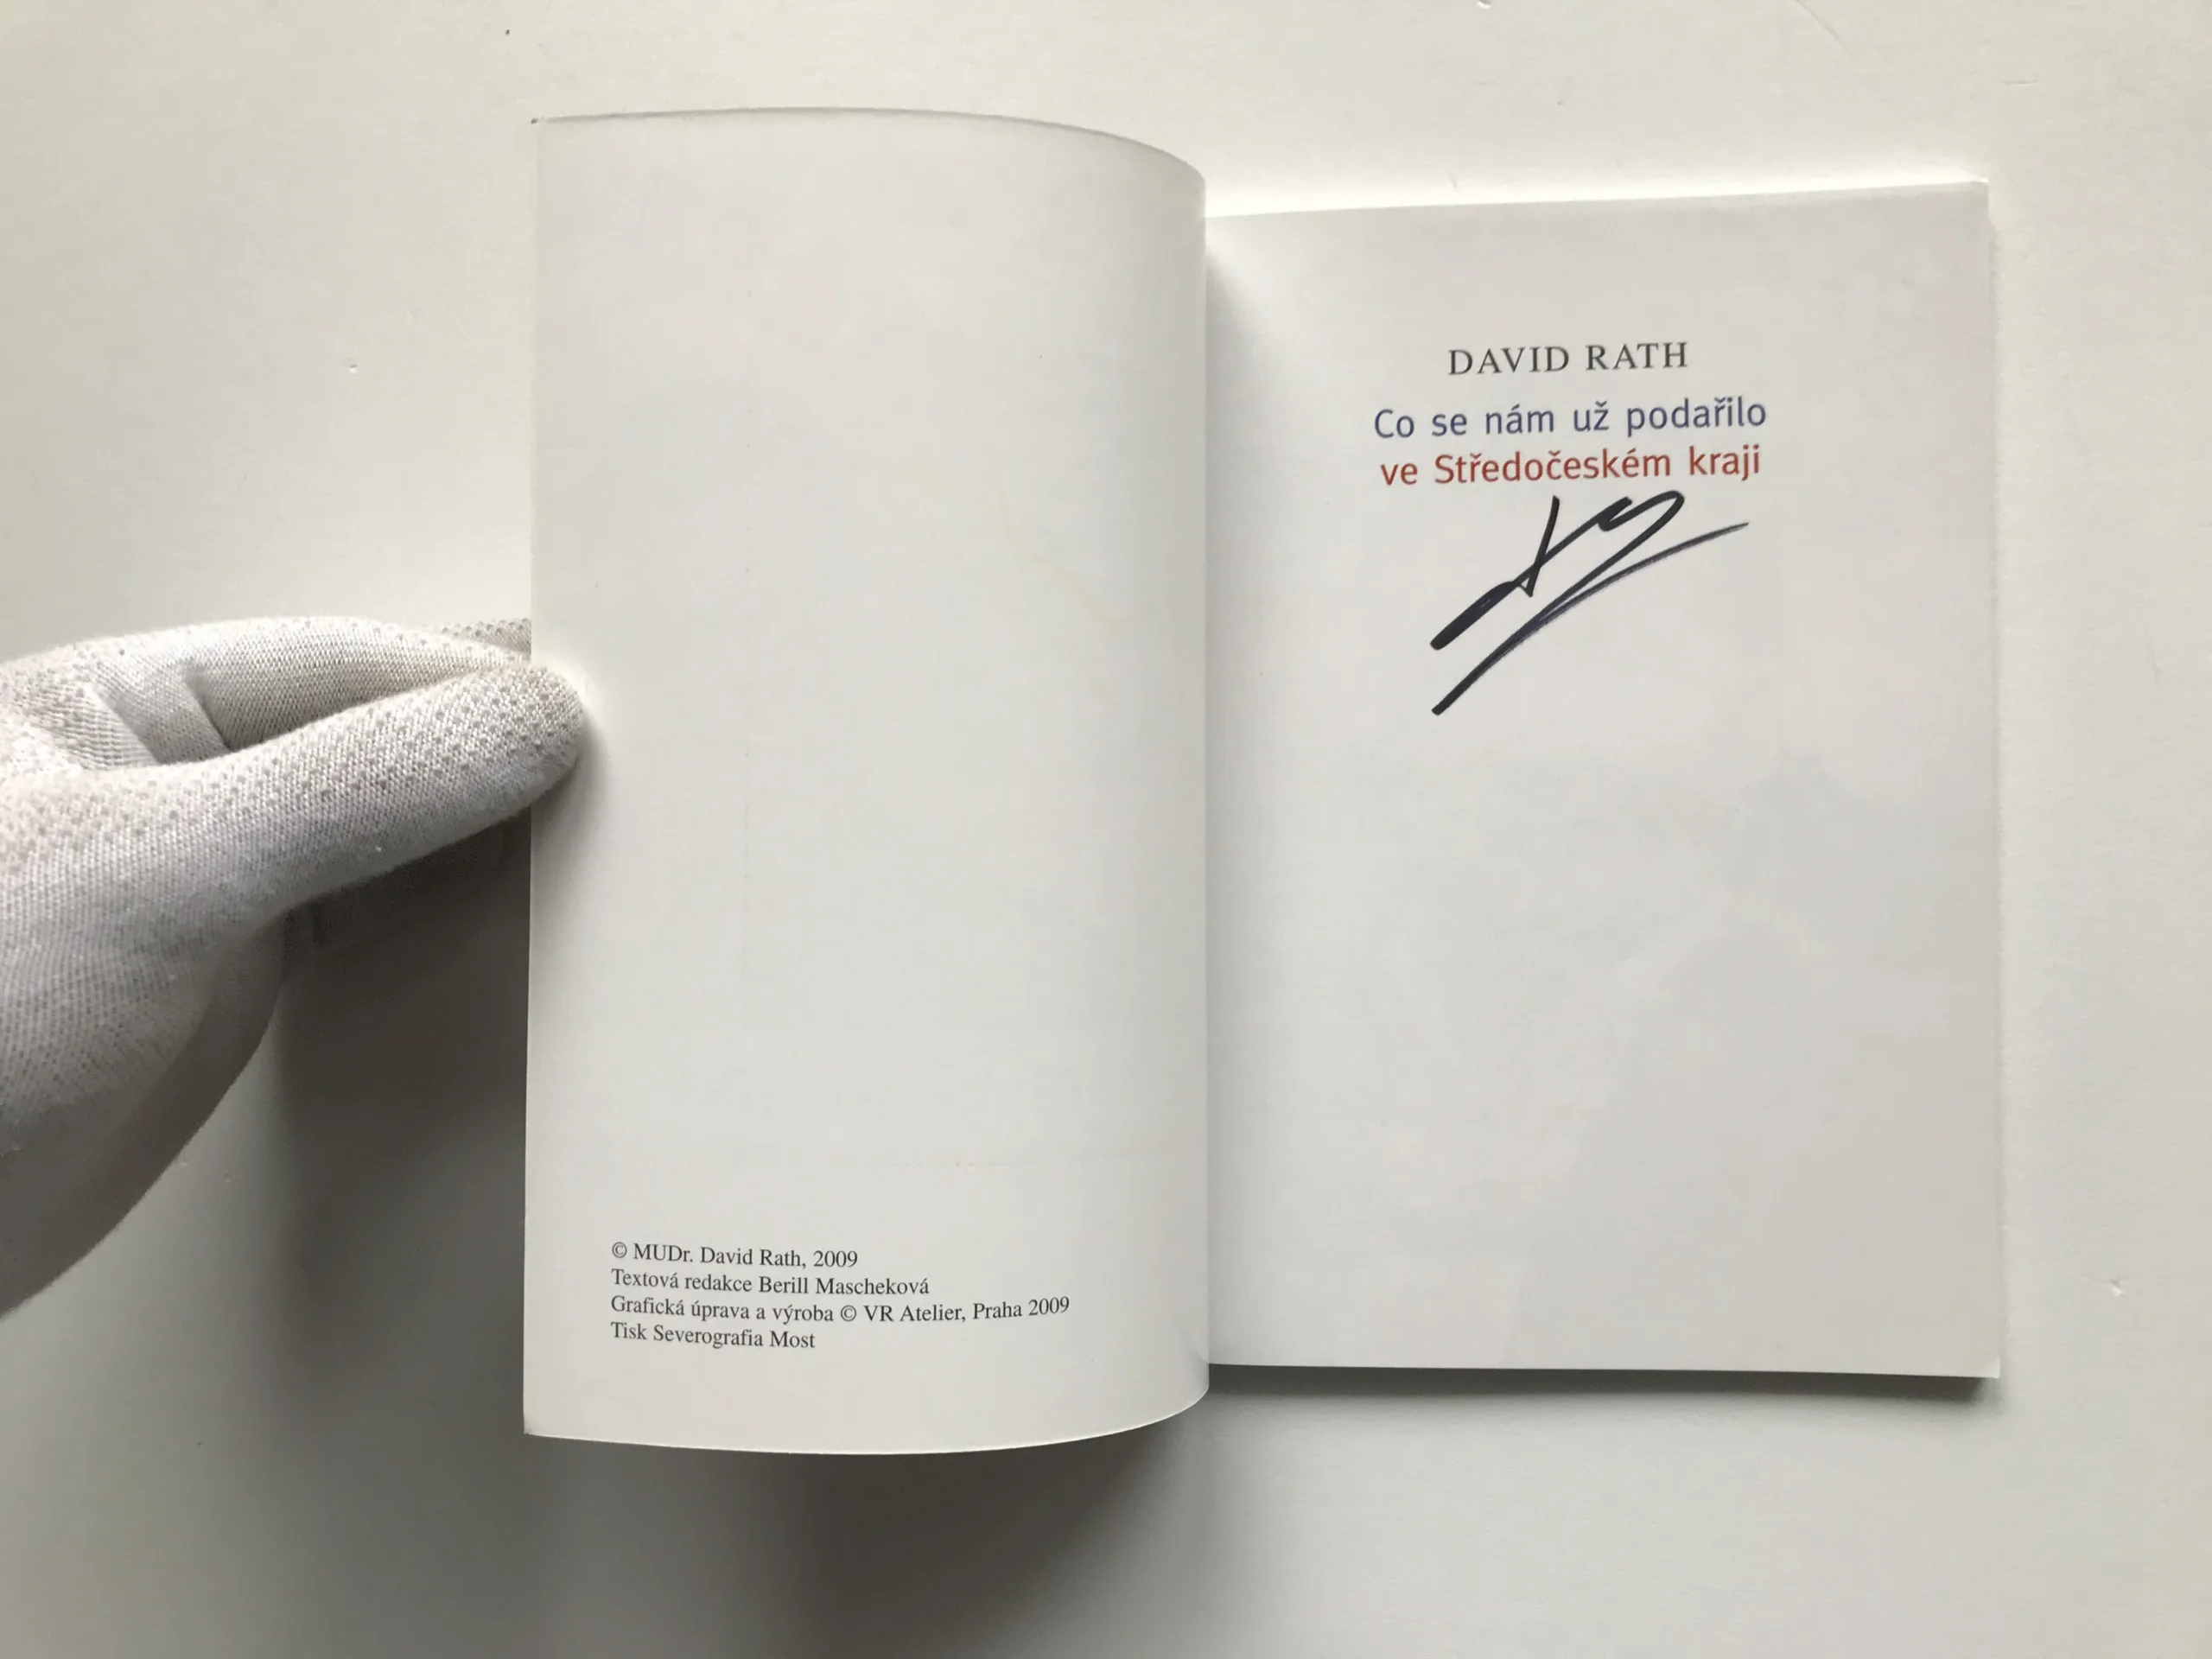 © MUDr. David Rath, 2009
Textová redakce Berill Mascheková
Grafická úprava a výroba © VR Atelier, Praha 2009
Tisk Severografia Most
DAVID RATH
Co se nám už podařilo
ve Středočeském kraji